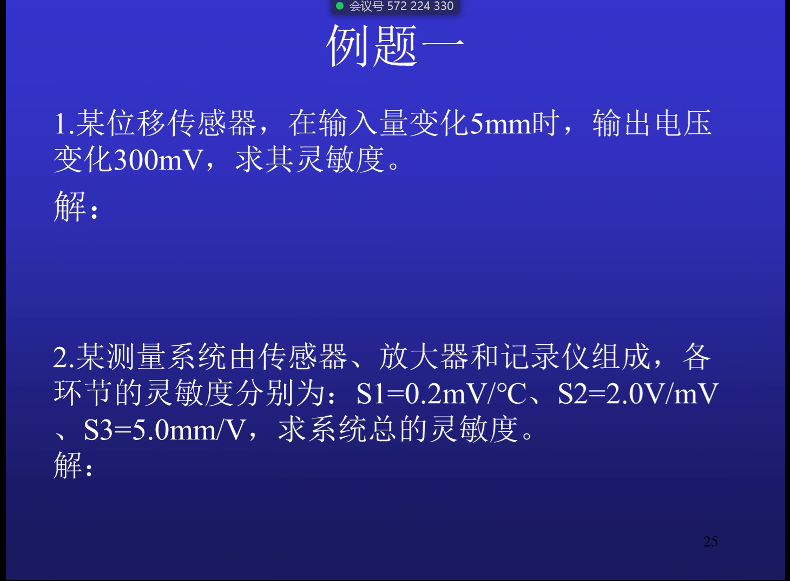 会议号 572 224 330
例题一
1.某位移传感器，在输入量变化5mm时，输出电压
变化300mV，求其灵敏度。
解：
2.某测量系统由传感器、放大器和记录仪组成，各
环节的灵敏度分别为：S1=0.2mV/℃、S2=2.0V/mV
、S3=5.0mm/V，求系统总的灵敏度。
解：
25